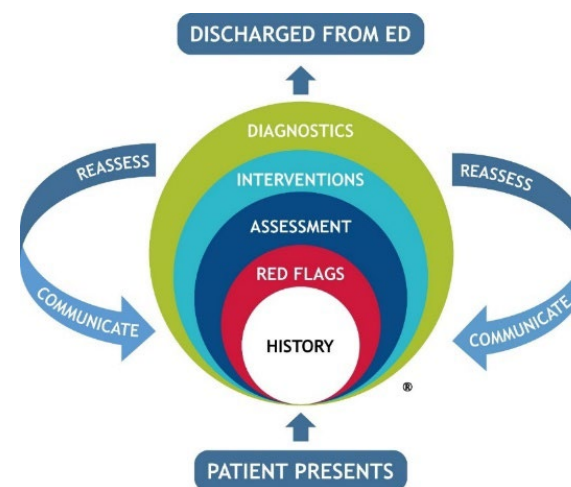 DISCHARGED FROM ED
DIAGNOSTICS
REASSESS
REASSESS
INTERVENTIONS
ASSESSMENT
RED FLAGS
COMMUNICATE
COMMUNICATE
HISTORY
®
PATIENT PRESENTS